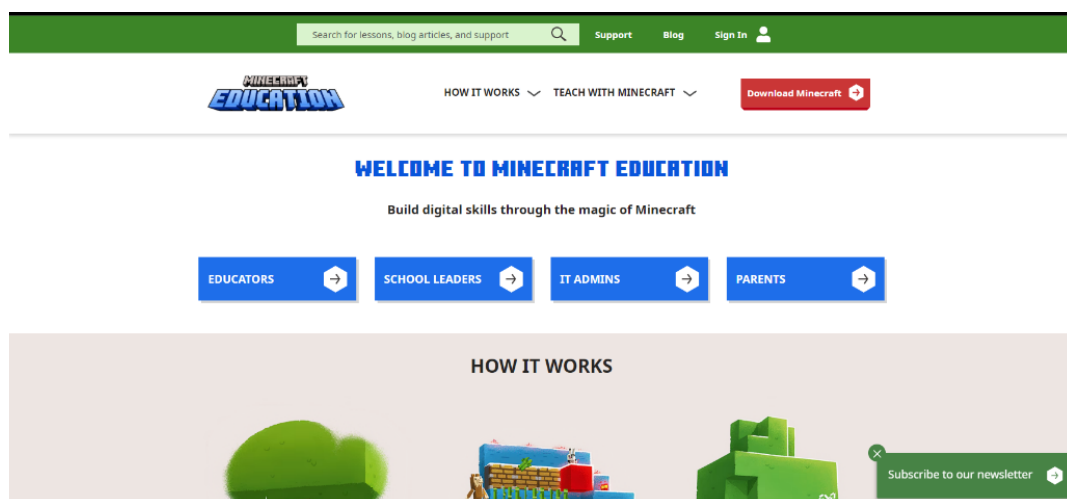 Search for lessons, blog articles, and support
Support
Blog
Sign In
MINECRAFT
EDUCATION
HOW IT WORKS
TEACH WITH MINECRAFT
Download Minecraft
WELCOME TO MINECRAFT EDUCATION
Build digital skills through the magic of Minecraft
EDUCATORS
SCHOOL LEADERS
IT ADMINS
PARENTS
HOW IT WORKS
Subscribe to our newsletter